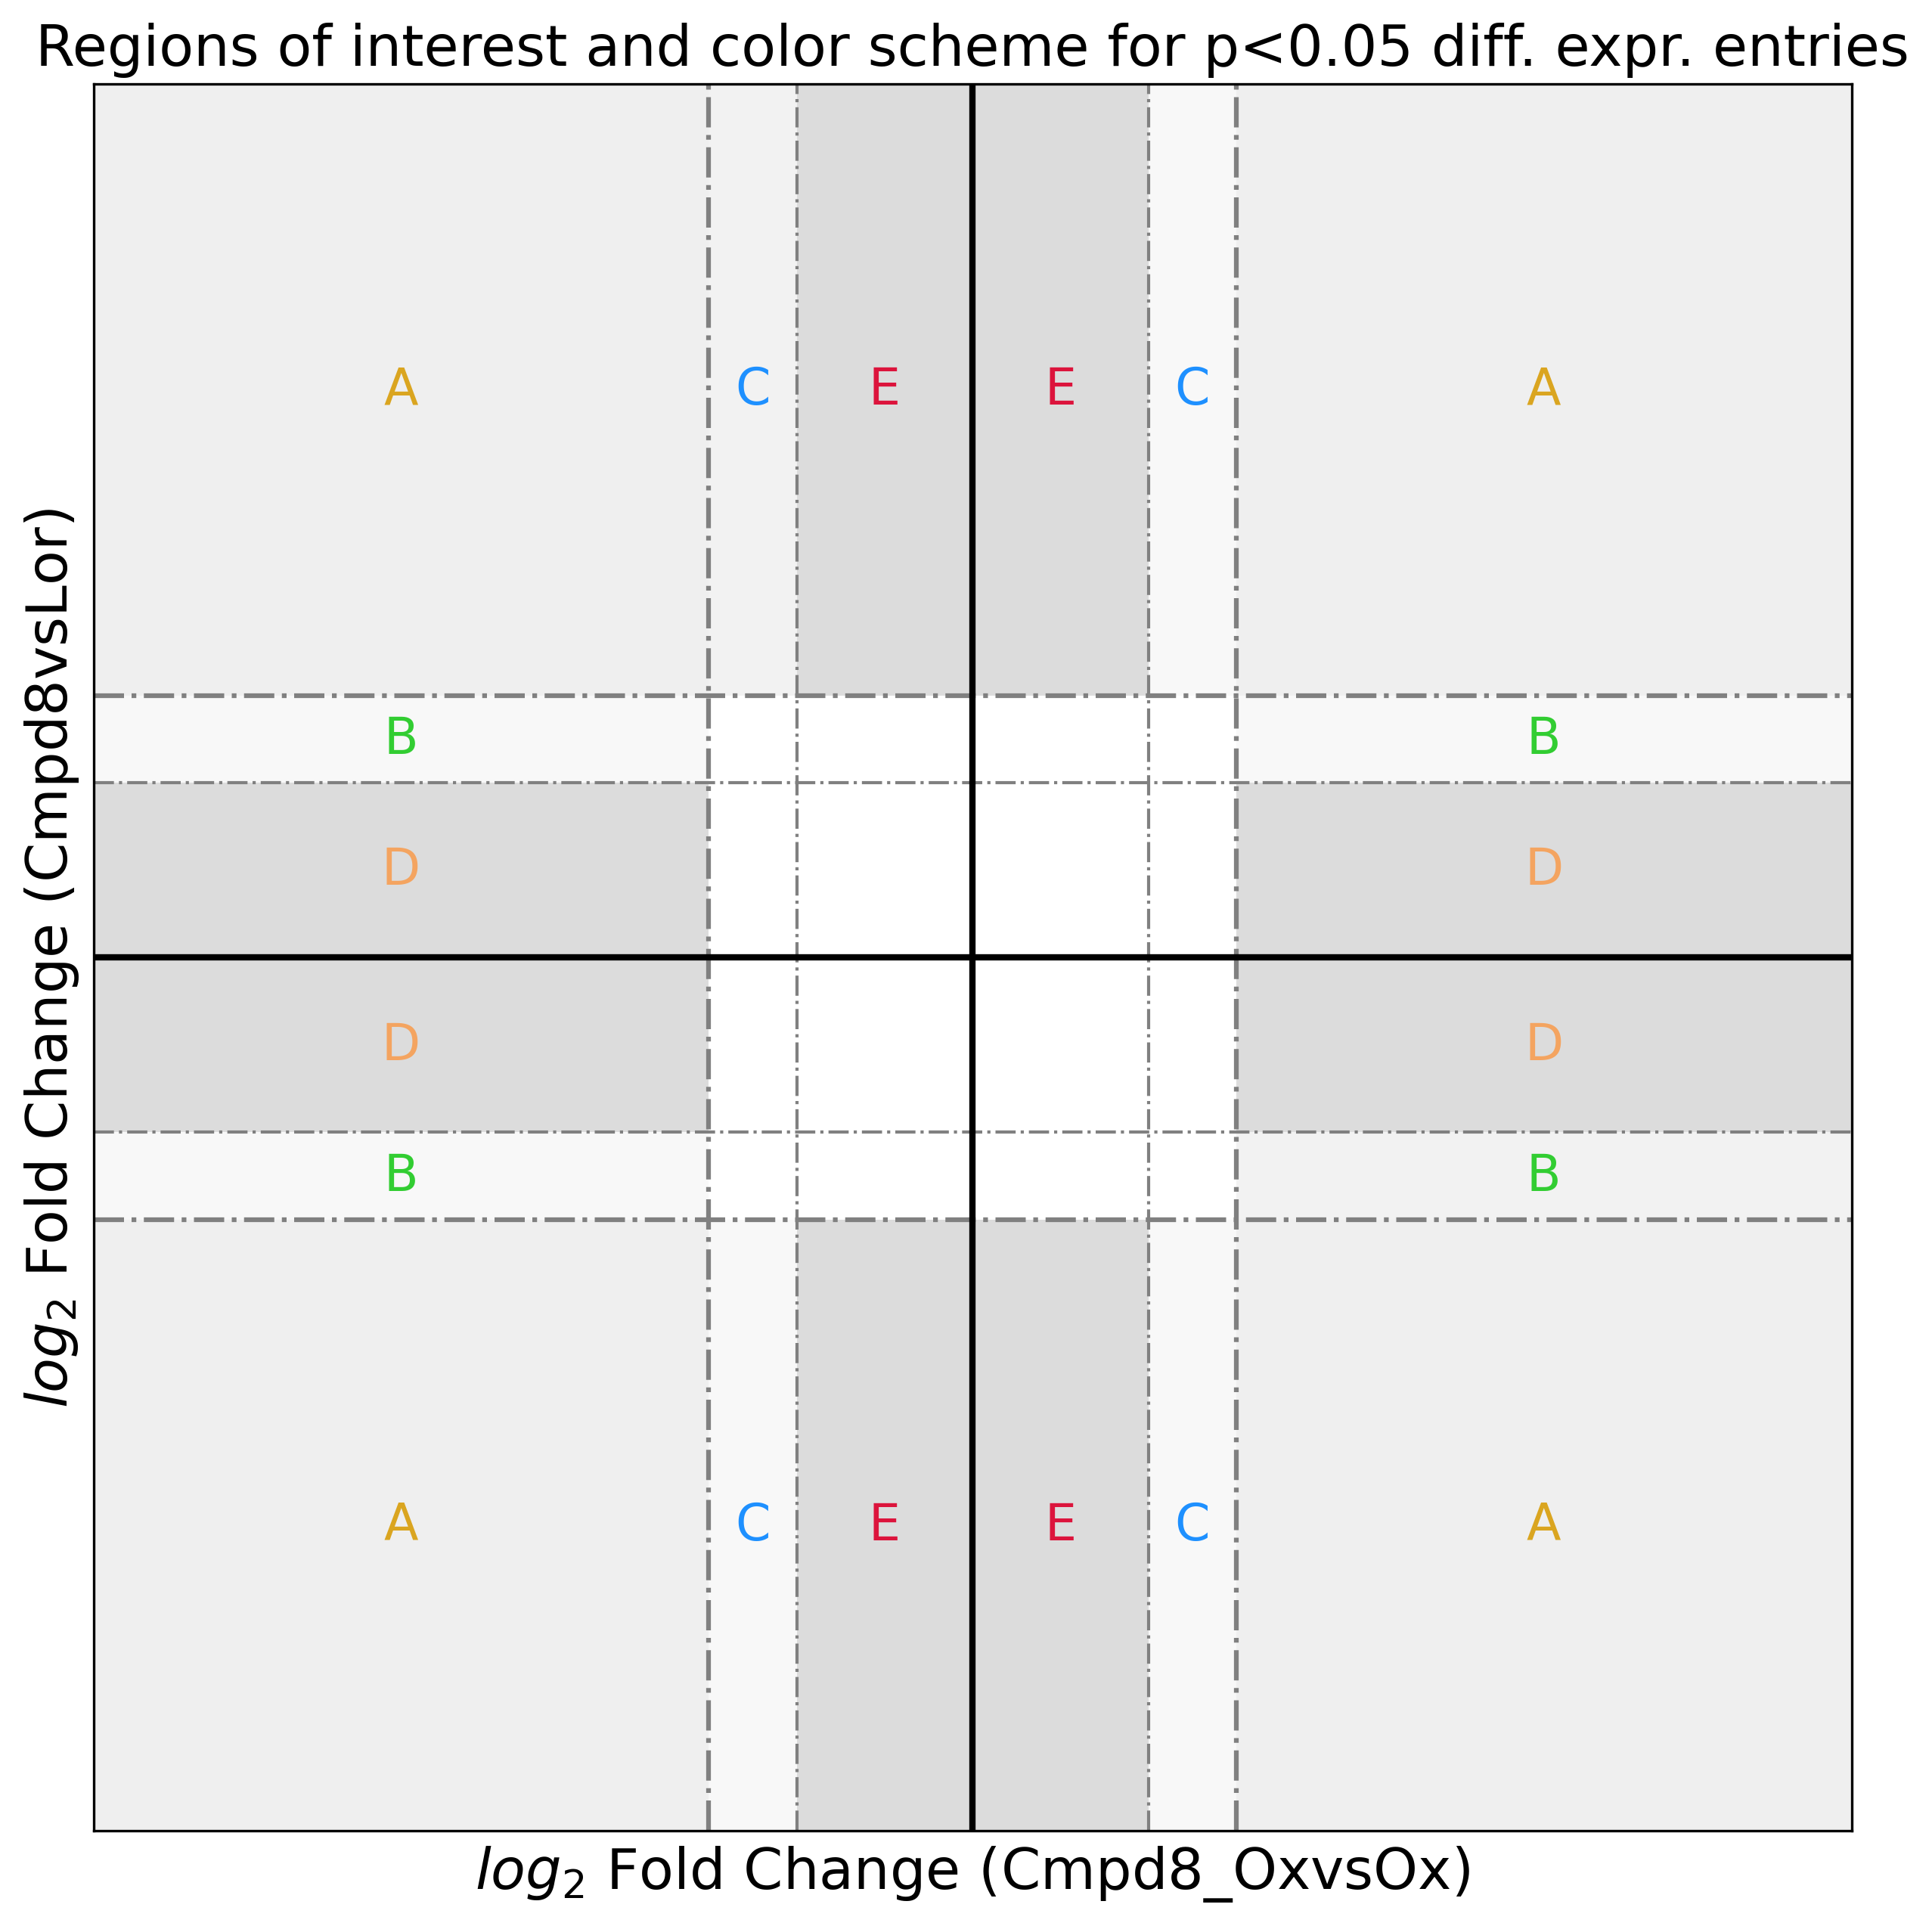 Regions of interest and color scheme for p<0.05 diff. expr. entries
A C E E C A
B B
D D
D D
B B
A C E E C A
log₂ Fold Change (Cmpd8vsLor)
log₂ Fold Change (Cmpd8_OxvsOx)